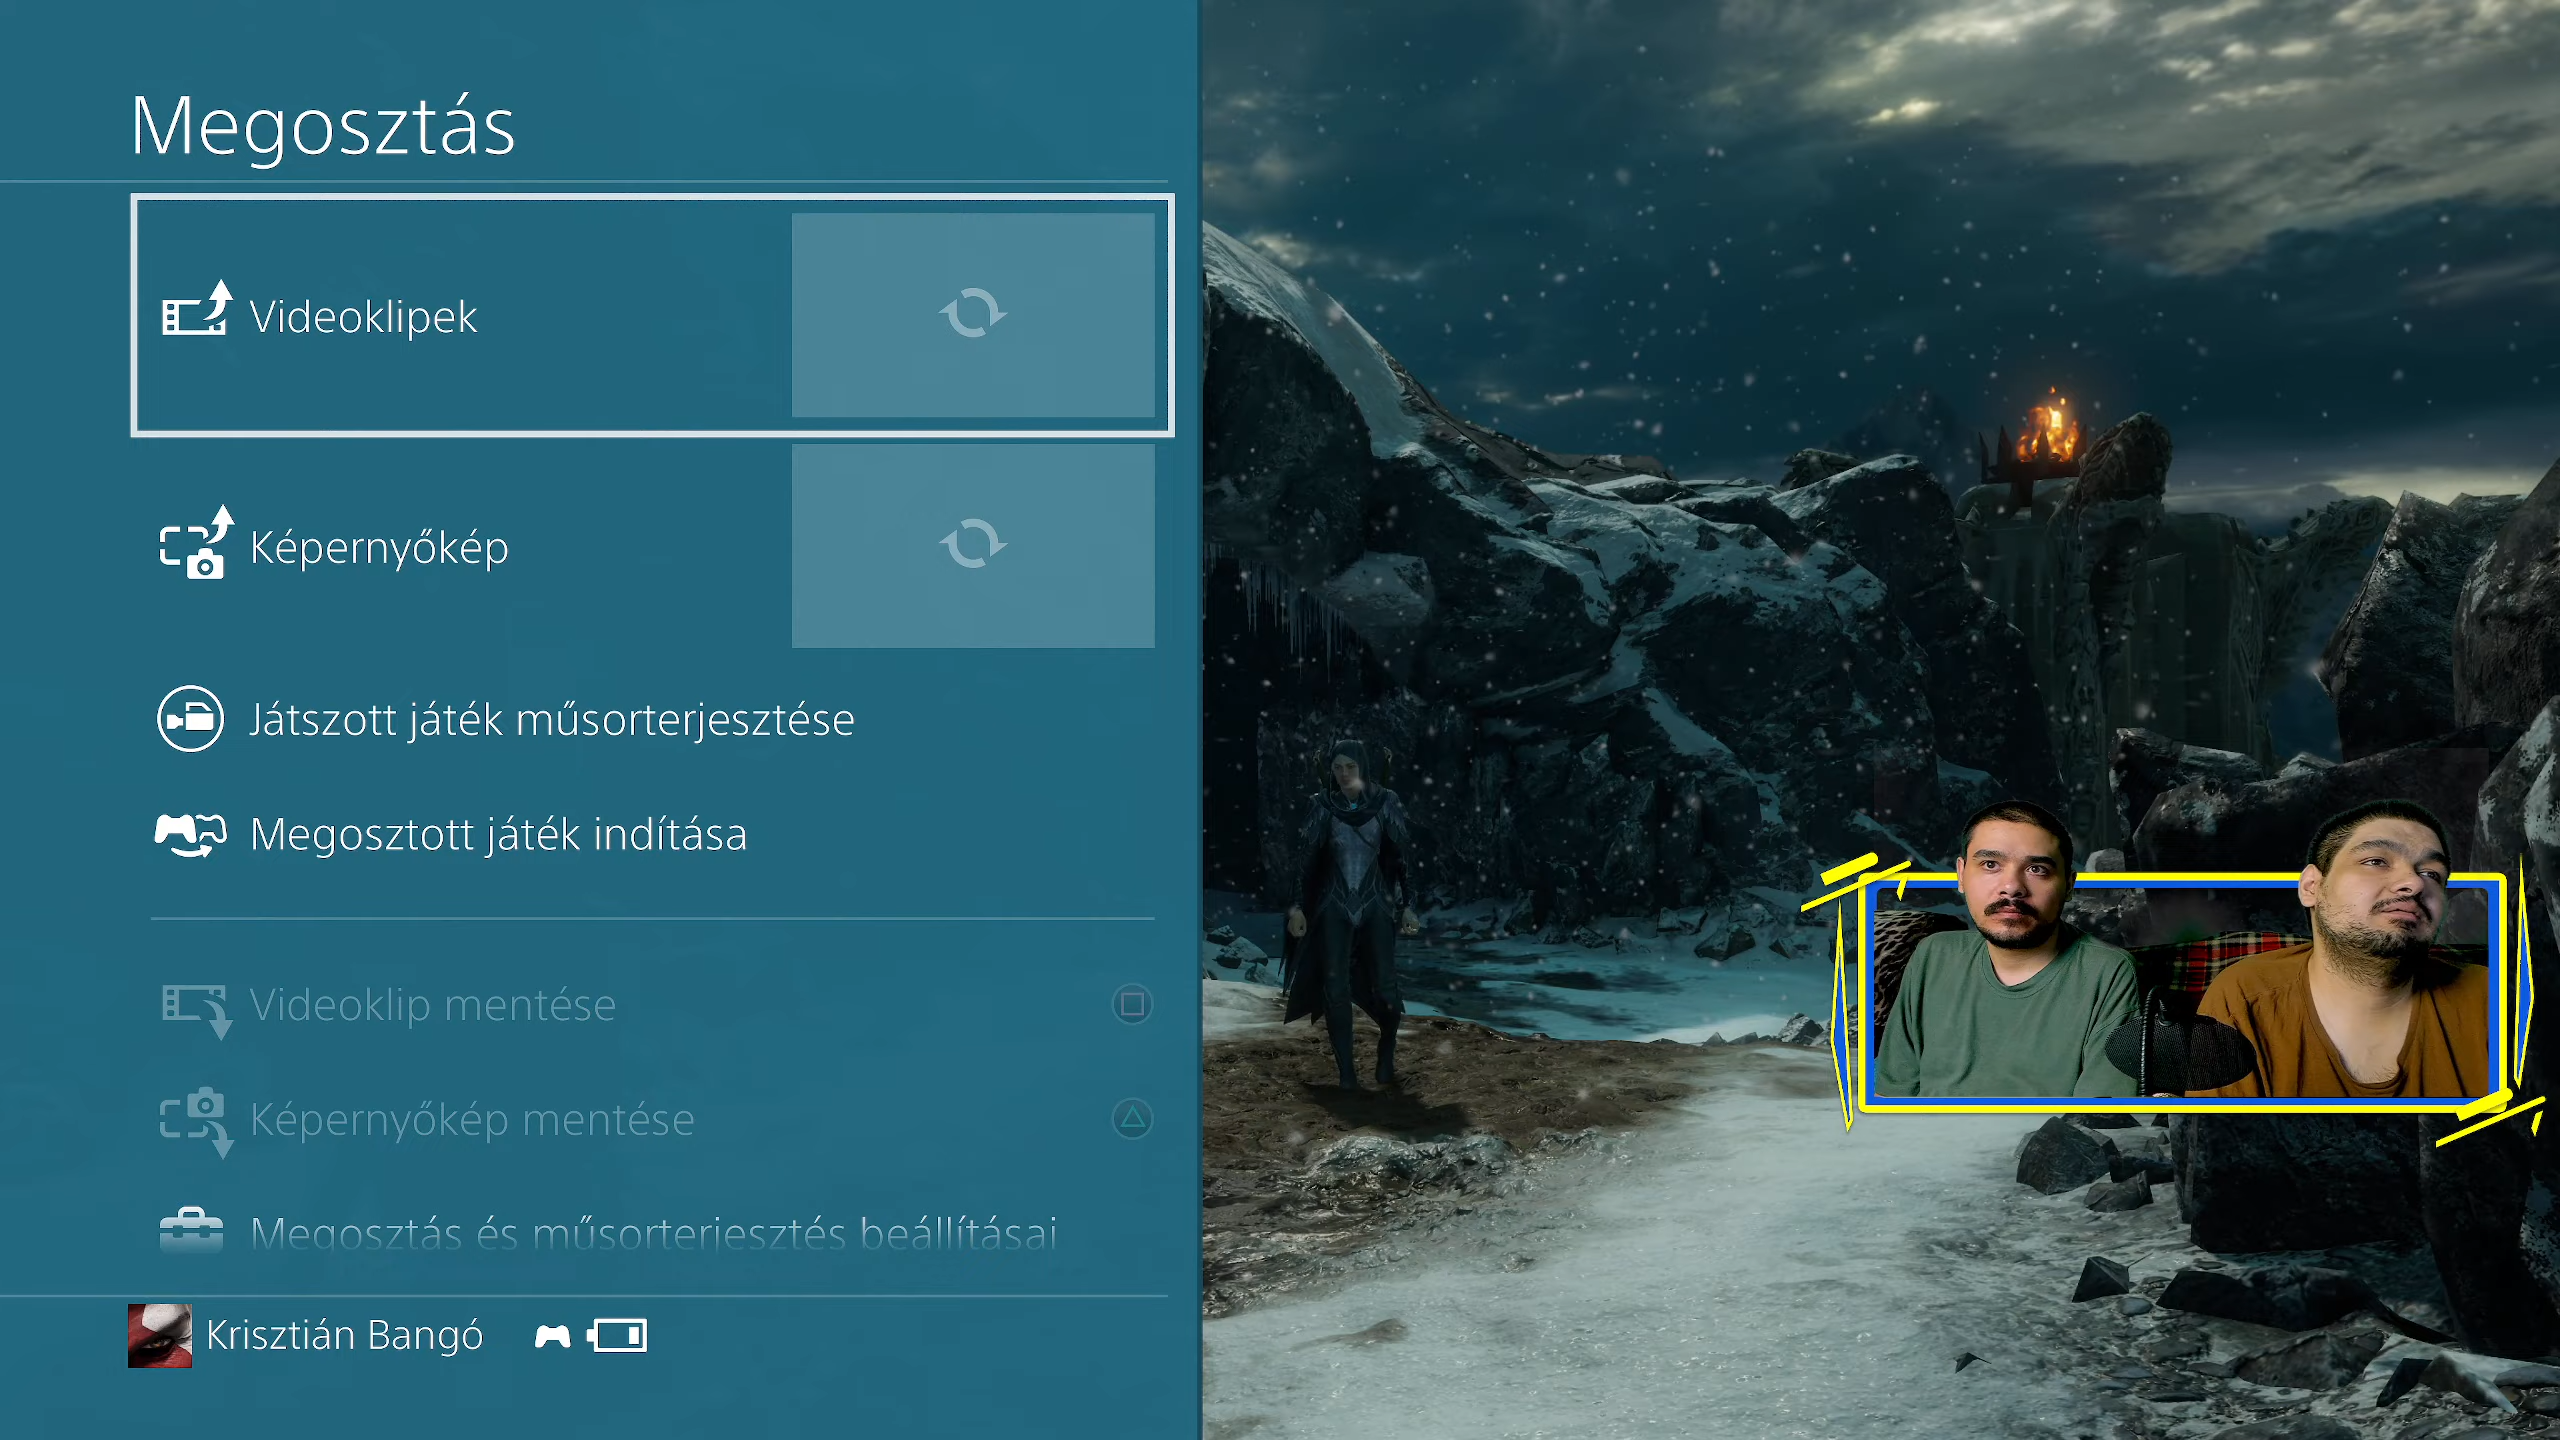 Megosztás
Videoklipek
Képernyőkép
Játszott játék műsorterjesztése
Megosztott játék indítása
Videoklip mentése
Képernyőkép mentése
Megosztás és műsorterjesztés beállításai
Krisztián Bangó